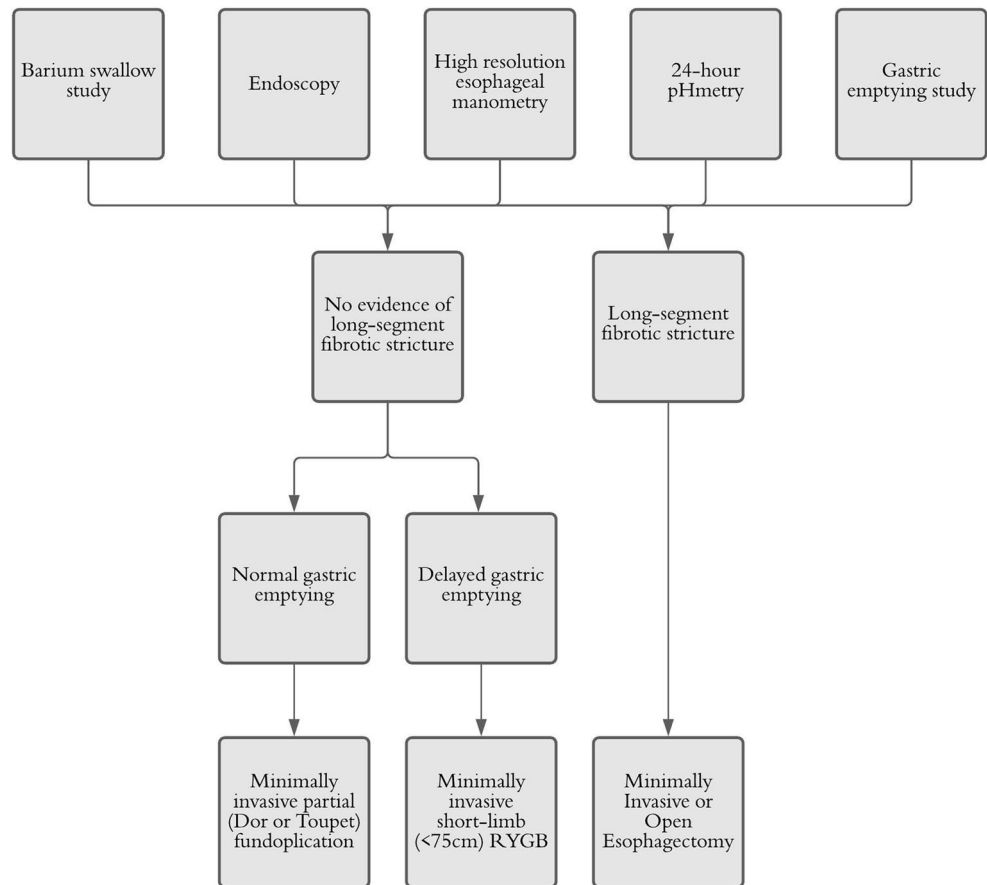 Barium swallow
study
Endoscopy
High resolution
esophageal
manometry
24-hour
pHmetry
Gastric
emptying study
No evidence of
long-segment
fibrotic stricture
Long-segment
fibrotic stricture
Normal gastric
emptying
Delayed gastric
emptying
Minimally
invasive partial
(Dor or Toupet)
fundoplication
Minimally
invasive
short-limb
(<75cm) RYGB
Minimally
Invasive or
Open
Esophagectomy